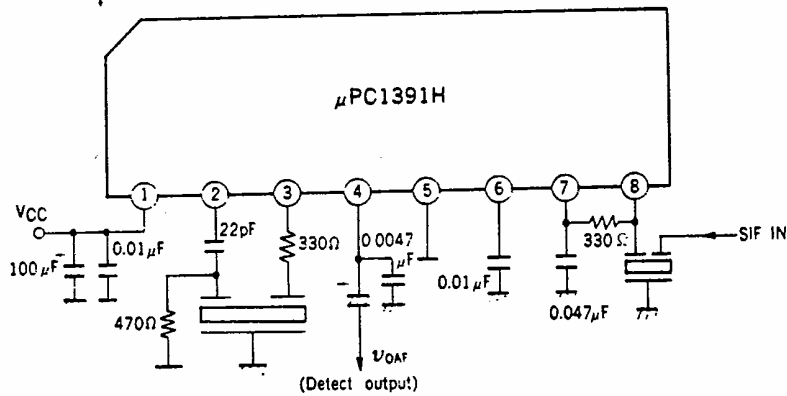 μPC1391H
1 2 3 4 5 6 7 8
VCC
100μF
0.01μF
22pF
470Ω
330Ω
0.0047
μF
0.01μF
330Ω
0.047μF
SIF IN
VOAF
(Detect output)